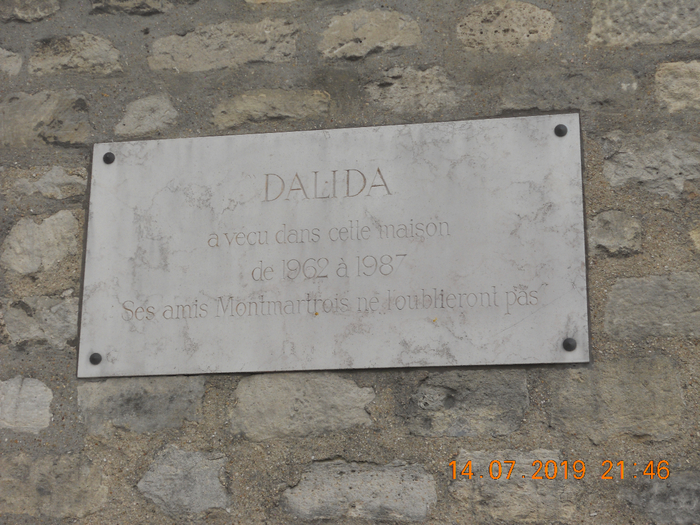 DALIDA
a vécu dans cette maison
de 1962 à 1987
"Ses amis Montmartrois ne l'oublieront pas"
14.07.2019 21:46